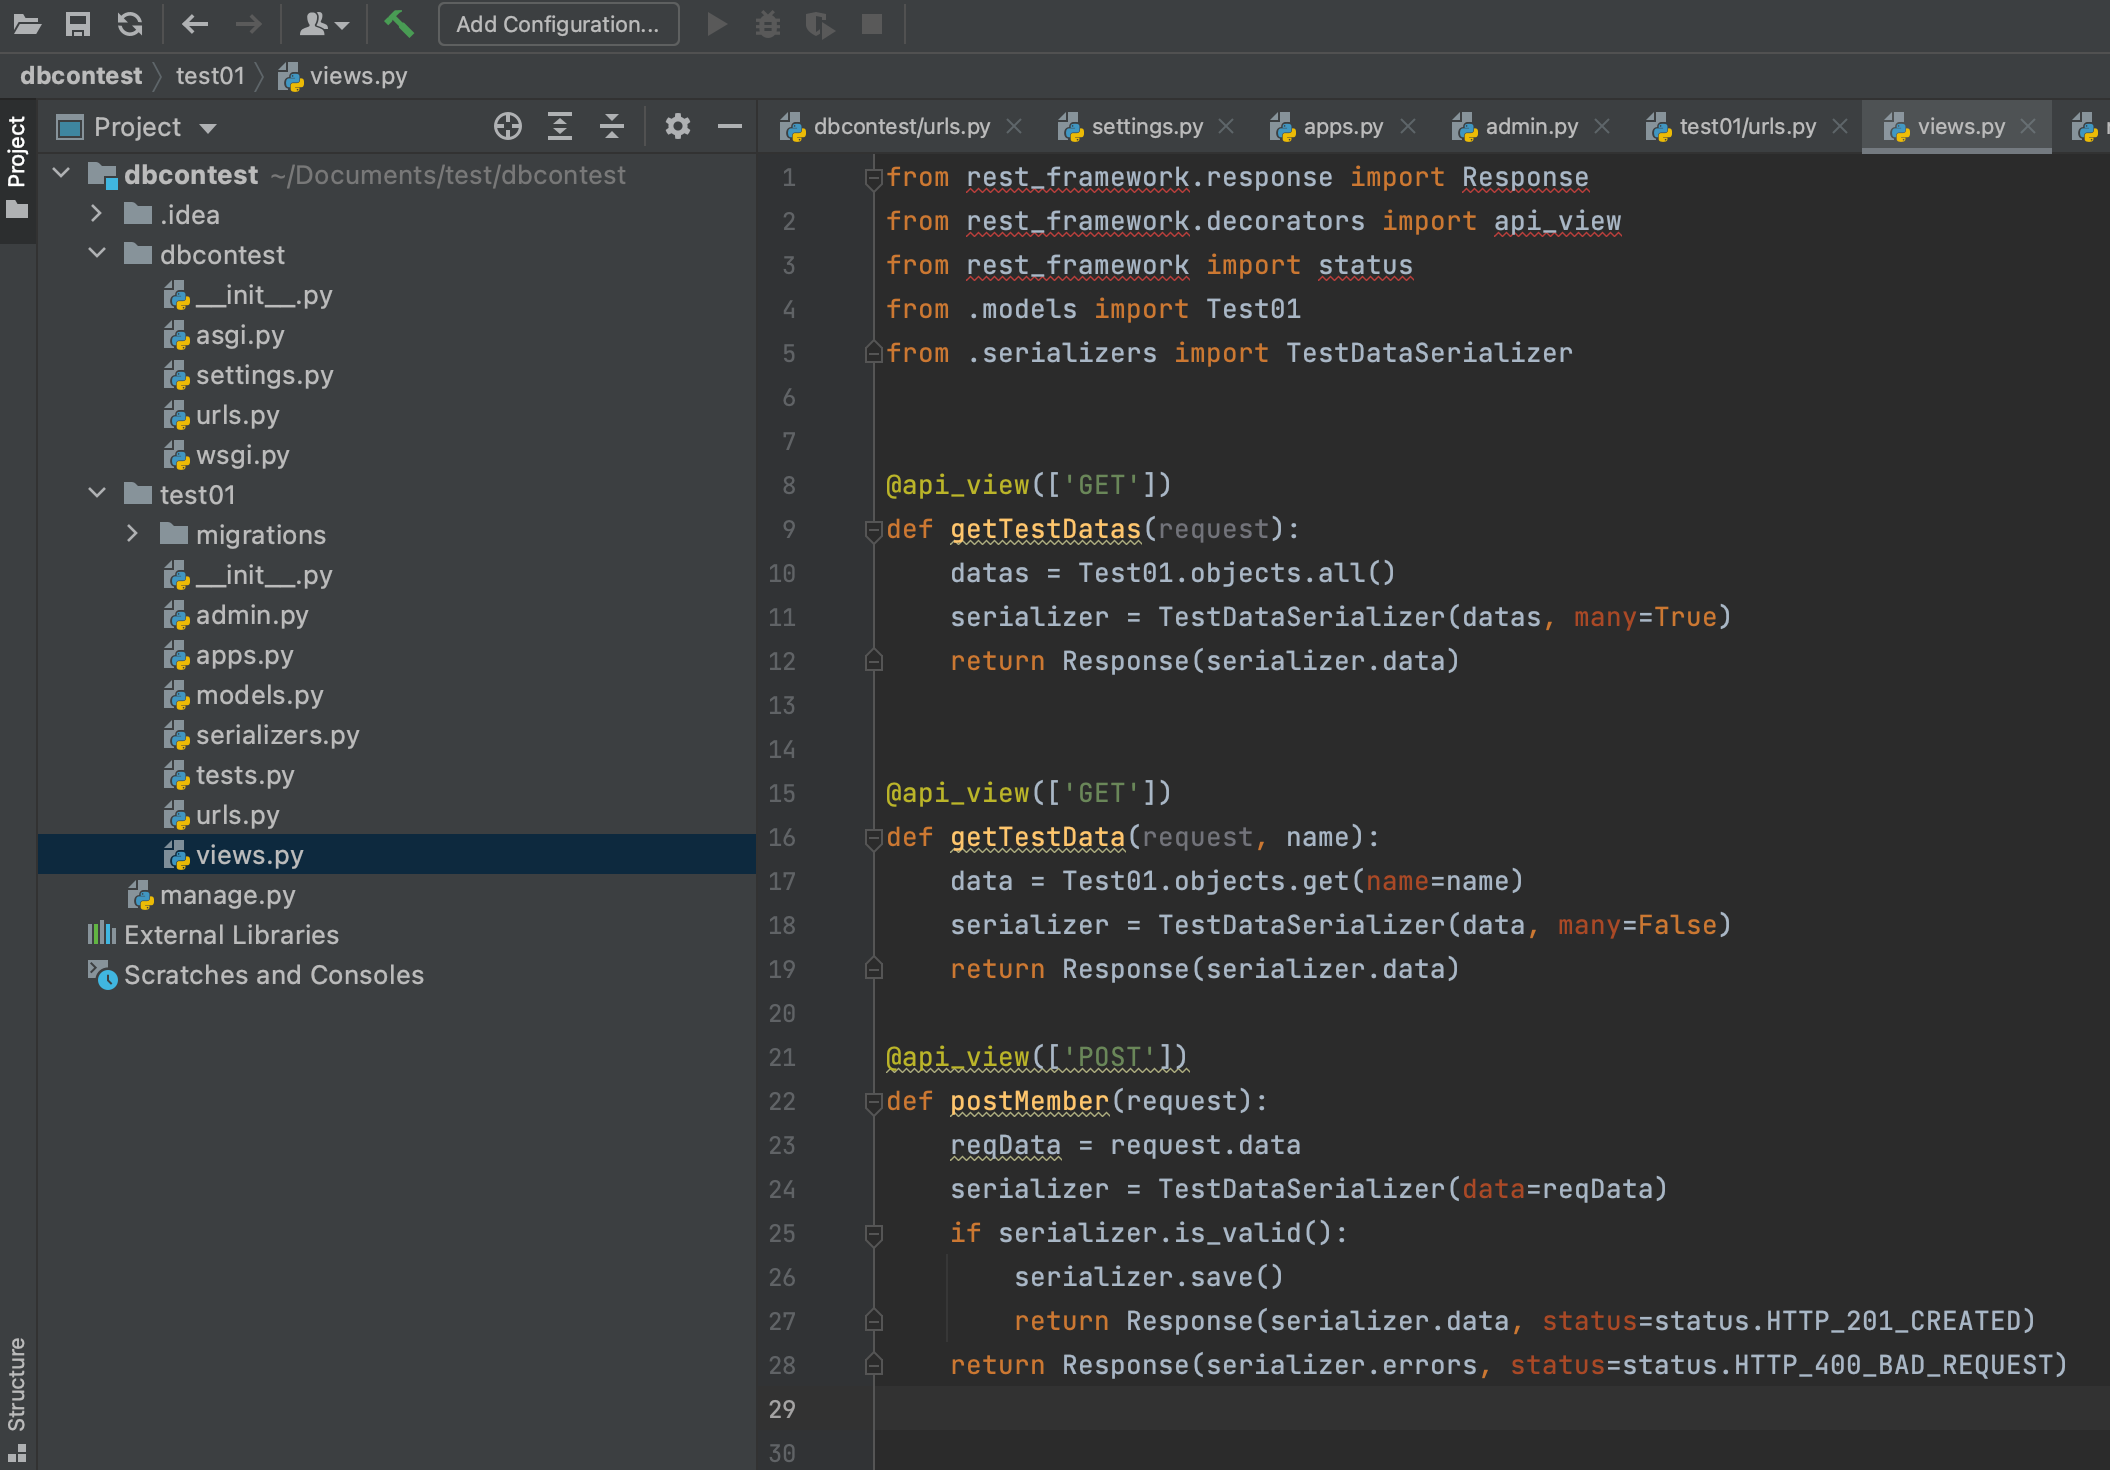 Add Configuration...
dbcontest
test01
views.py
Project
Project
dbcontest/urls.py
settings.py
apps.py
admin.py
test01/urls.py
views.py
dbcontest ~/Documents/test/dbcontest
.idea
dbcontest
__init__.py
asgi.py
settings.py
urls.py
wsgi.py
test01
migrations
__init__.py
admin.py
apps.py
models.py
serializers.py
tests.py
urls.py
views.py
manage.py
External Libraries
Scratches and Consoles
Structure
1 from rest_framework.response import Response
2 from rest_framework.decorators import api_view
3 from rest_framework import status
4 from .models import Test01
5 from .serializers import TestDataSerializer
6
7
8 @api_view(['GET'])
9 def getTestDatas(request):
10     datas = Test01.objects.all()
11     serializer = TestDataSerializer(datas, many=True)
12     return Response(serializer.data)
13
14
15 @api_view(['GET'])
16 def getTestData(request, name):
17     data = Test01.objects.get(name=name)
18     serializer = TestDataSerializer(data, many=False)
19     return Response(serializer.data)
20
21 @api_view(['POST'])
22 def postMember(request):
23     reqData = request.data
24     serializer = TestDataSerializer(data=reqData)
25     if serializer.is_valid():
26         serializer.save()
27         return Response(serializer.data, status=status.HTTP_201_CREATED)
28     return Response(serializer.errors, status=status.HTTP_400_BAD_REQUEST)
29
30